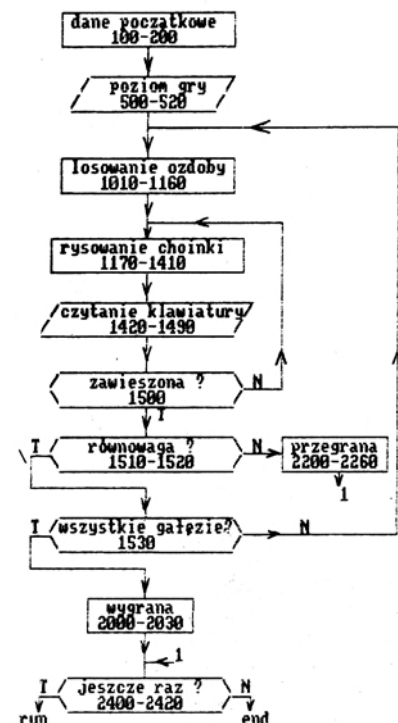 dane początkowe
100-200
poziom gry
500-520
losowanie ozdoby
1010-1160
rysowanie choinki
1170-1410
czytanie klawiatury
1420-1490
zawieszona ?
N
1500
T
T
równowaga ?
N
przegrana
1510-1520
2200-2260
1
T
wszystkie gałęzie?
N
1530
wygrana
2000-2030
1
T
jeszcze raz ?
N
2400-2420
run
end